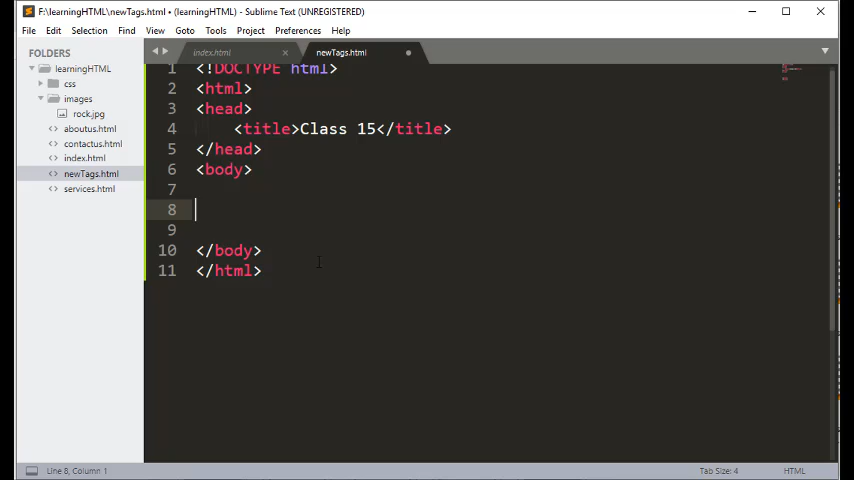 F:\learningHTML\newTags.html • (learningHTML) - Sublime Text (UNREGISTERED)
File Edit Selection Find View Goto Tools Project Preferences Help
FOLDERS
learningHTML
css
images
rock.jpg
aboutus.html
contactus.html
index.html
newTags.html
services.html
index.html × newTags.html
1 <!DOCTYPE html>
2 <html>
3 <head>
4 <title>Class 15</title>
5 </head>
6 <body>
7
8
9
10 </body>
11 </html>
Line 8, Column 1 Tab Size: 4 HTML